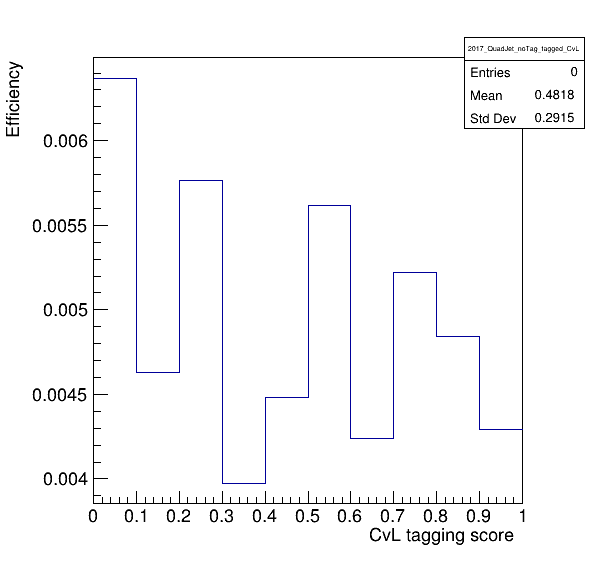 2017_QuadJet_noTag_tagged_CvL
Entries 0
Mean 0.4818
Std Dev 0.2915
Efficiency
0.006
0.0055
0.005
0.0045
0.004
0 0.1 0.2 0.3 0.4 0.5 0.6 0.7 0.8 0.9 1
CvL tagging score